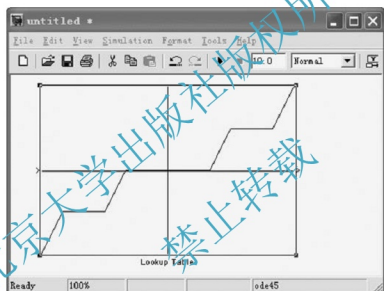 untitled *
File Edit View Simulation Format Tools Help
10.0 Normal
Lookup Table
Ready 100% ode45
京大学出版社版权所
禁止转载